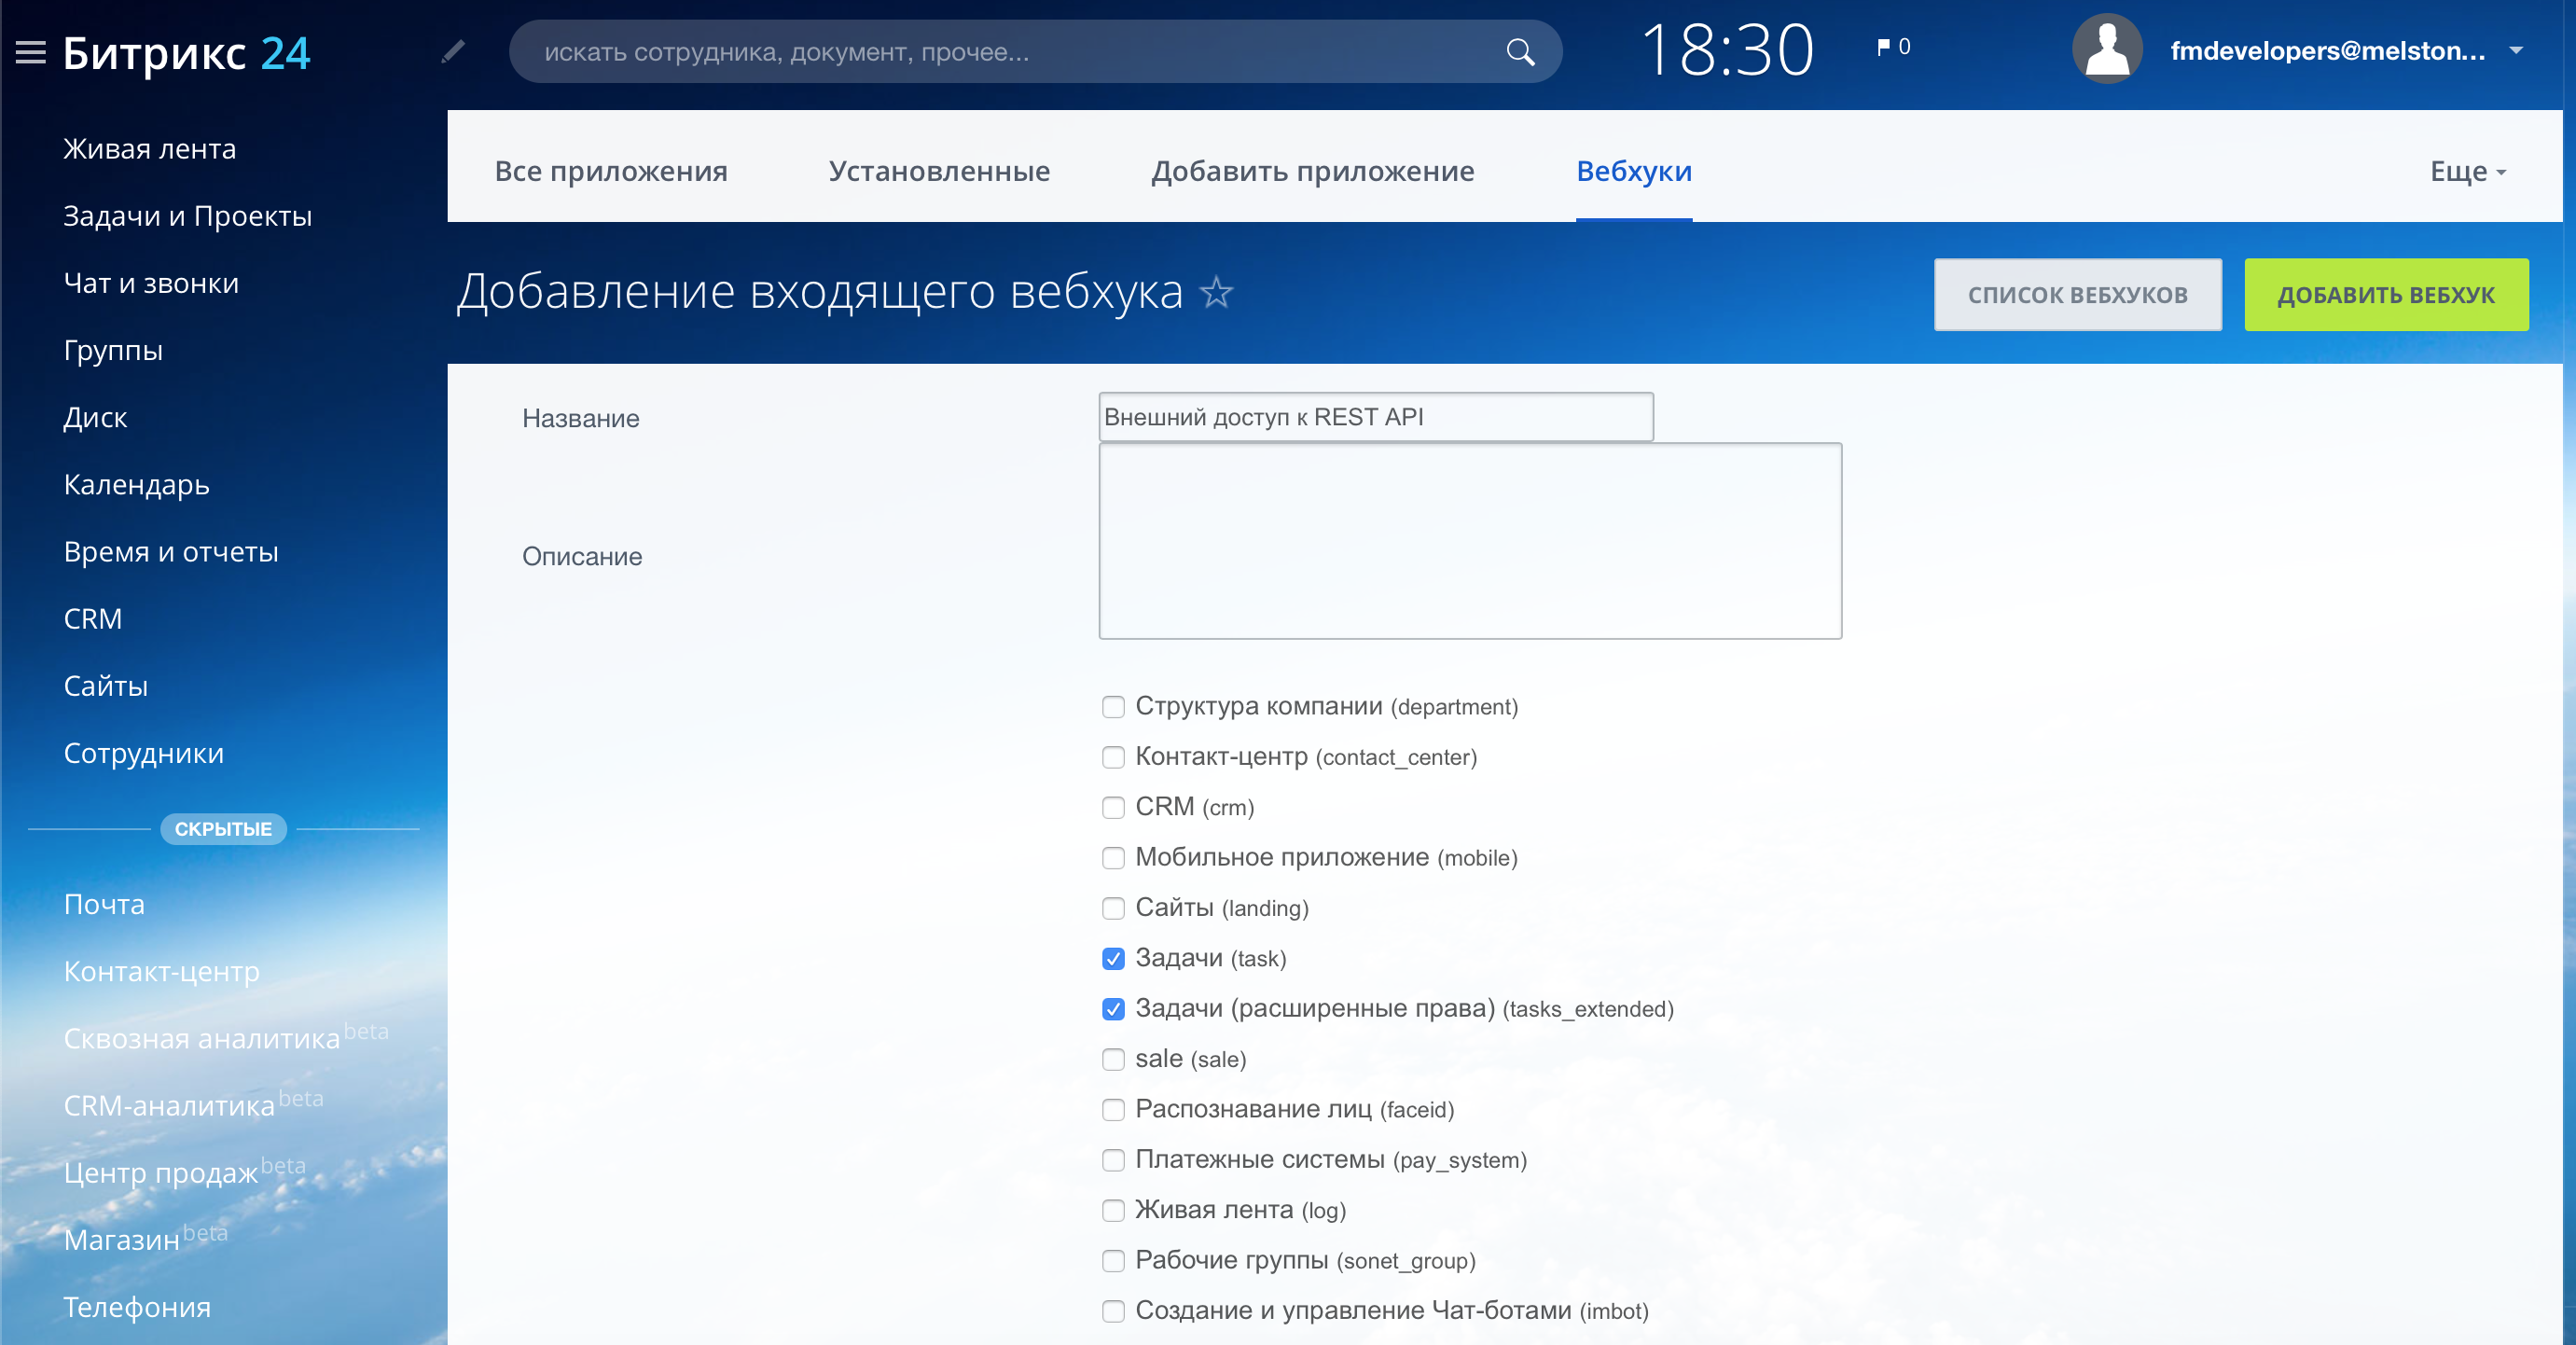 Битрикс 24
искать сотрудника, документ, прочее...
18:30
0
fmdevelopers@melston...
Живая лента
Задачи и Проекты
Чат и звонки
Группы
Диск
Календарь
Время и отчеты
CRM
Сайты
Сотрудники
СКРЫТЫЕ
Почта
Контакт-центр
Сквозная аналитика beta
CRM-аналитика beta
Центр продаж beta
Магазин beta
Телефония
Все приложения
Установленные
Добавить приложение
Вебхуки
Еще
Добавление входящего вебхука
СПИСОК ВЕБХУКОВ
ДОБАВИТЬ ВЕБХУК
Название
Внешний доступ к REST API
Описание
Структура компании (department)
Контакт-центр (contact_center)
CRM (crm)
Мобильное приложение (mobile)
Сайты (landing)
Задачи (task)
Задачи (расширенные права) (tasks_extended)
sale (sale)
Распознавание лиц (faceid)
Платежные системы (pay_system)
Живая лента (log)
Рабочие группы (sonet_group)
Создание и управление Чат-ботами (imbot)